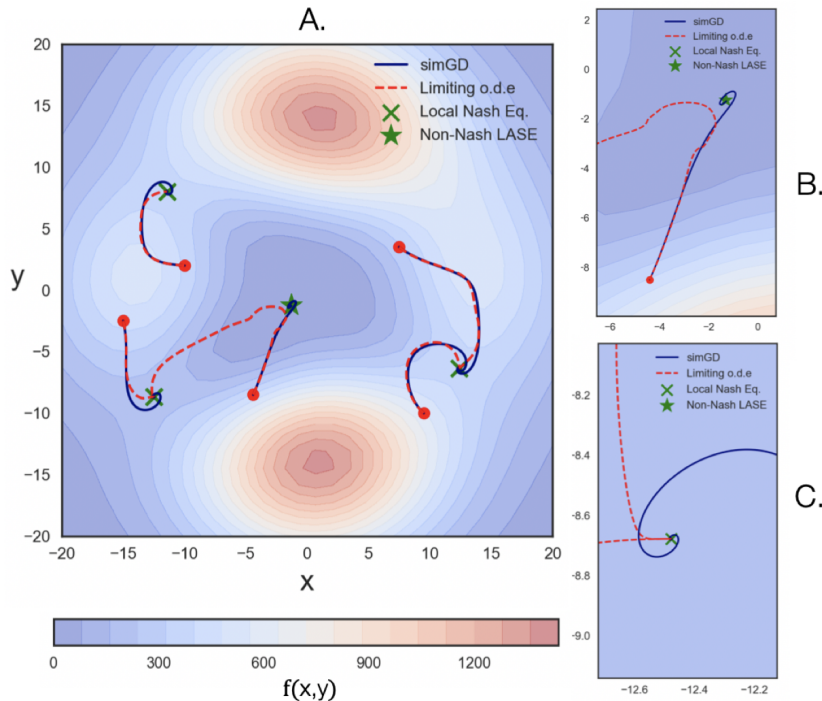 A.
20
15
10
5
0
−5
−10
−15
−20
y
simGD
Limiting o.d.e
Local Nash Eq.
Non-Nash LASE
−20
−15
−10
−5
0
5
10
15
20
x
0
300
600
900
1200
f(x,y)
2
0
−2
−4
−6
−8
simGD
Limiting o.d.e
Local Nash Eq.
Non-Nash LASE
−6
−4
−2
0
B.
simGD
Limiting o.d.e
Local Nash Eq.
Non-Nash LASE
-8.2
-8.4
-8.6
-8.8
-9.0
−12.6
−12.4
−12.2
C.